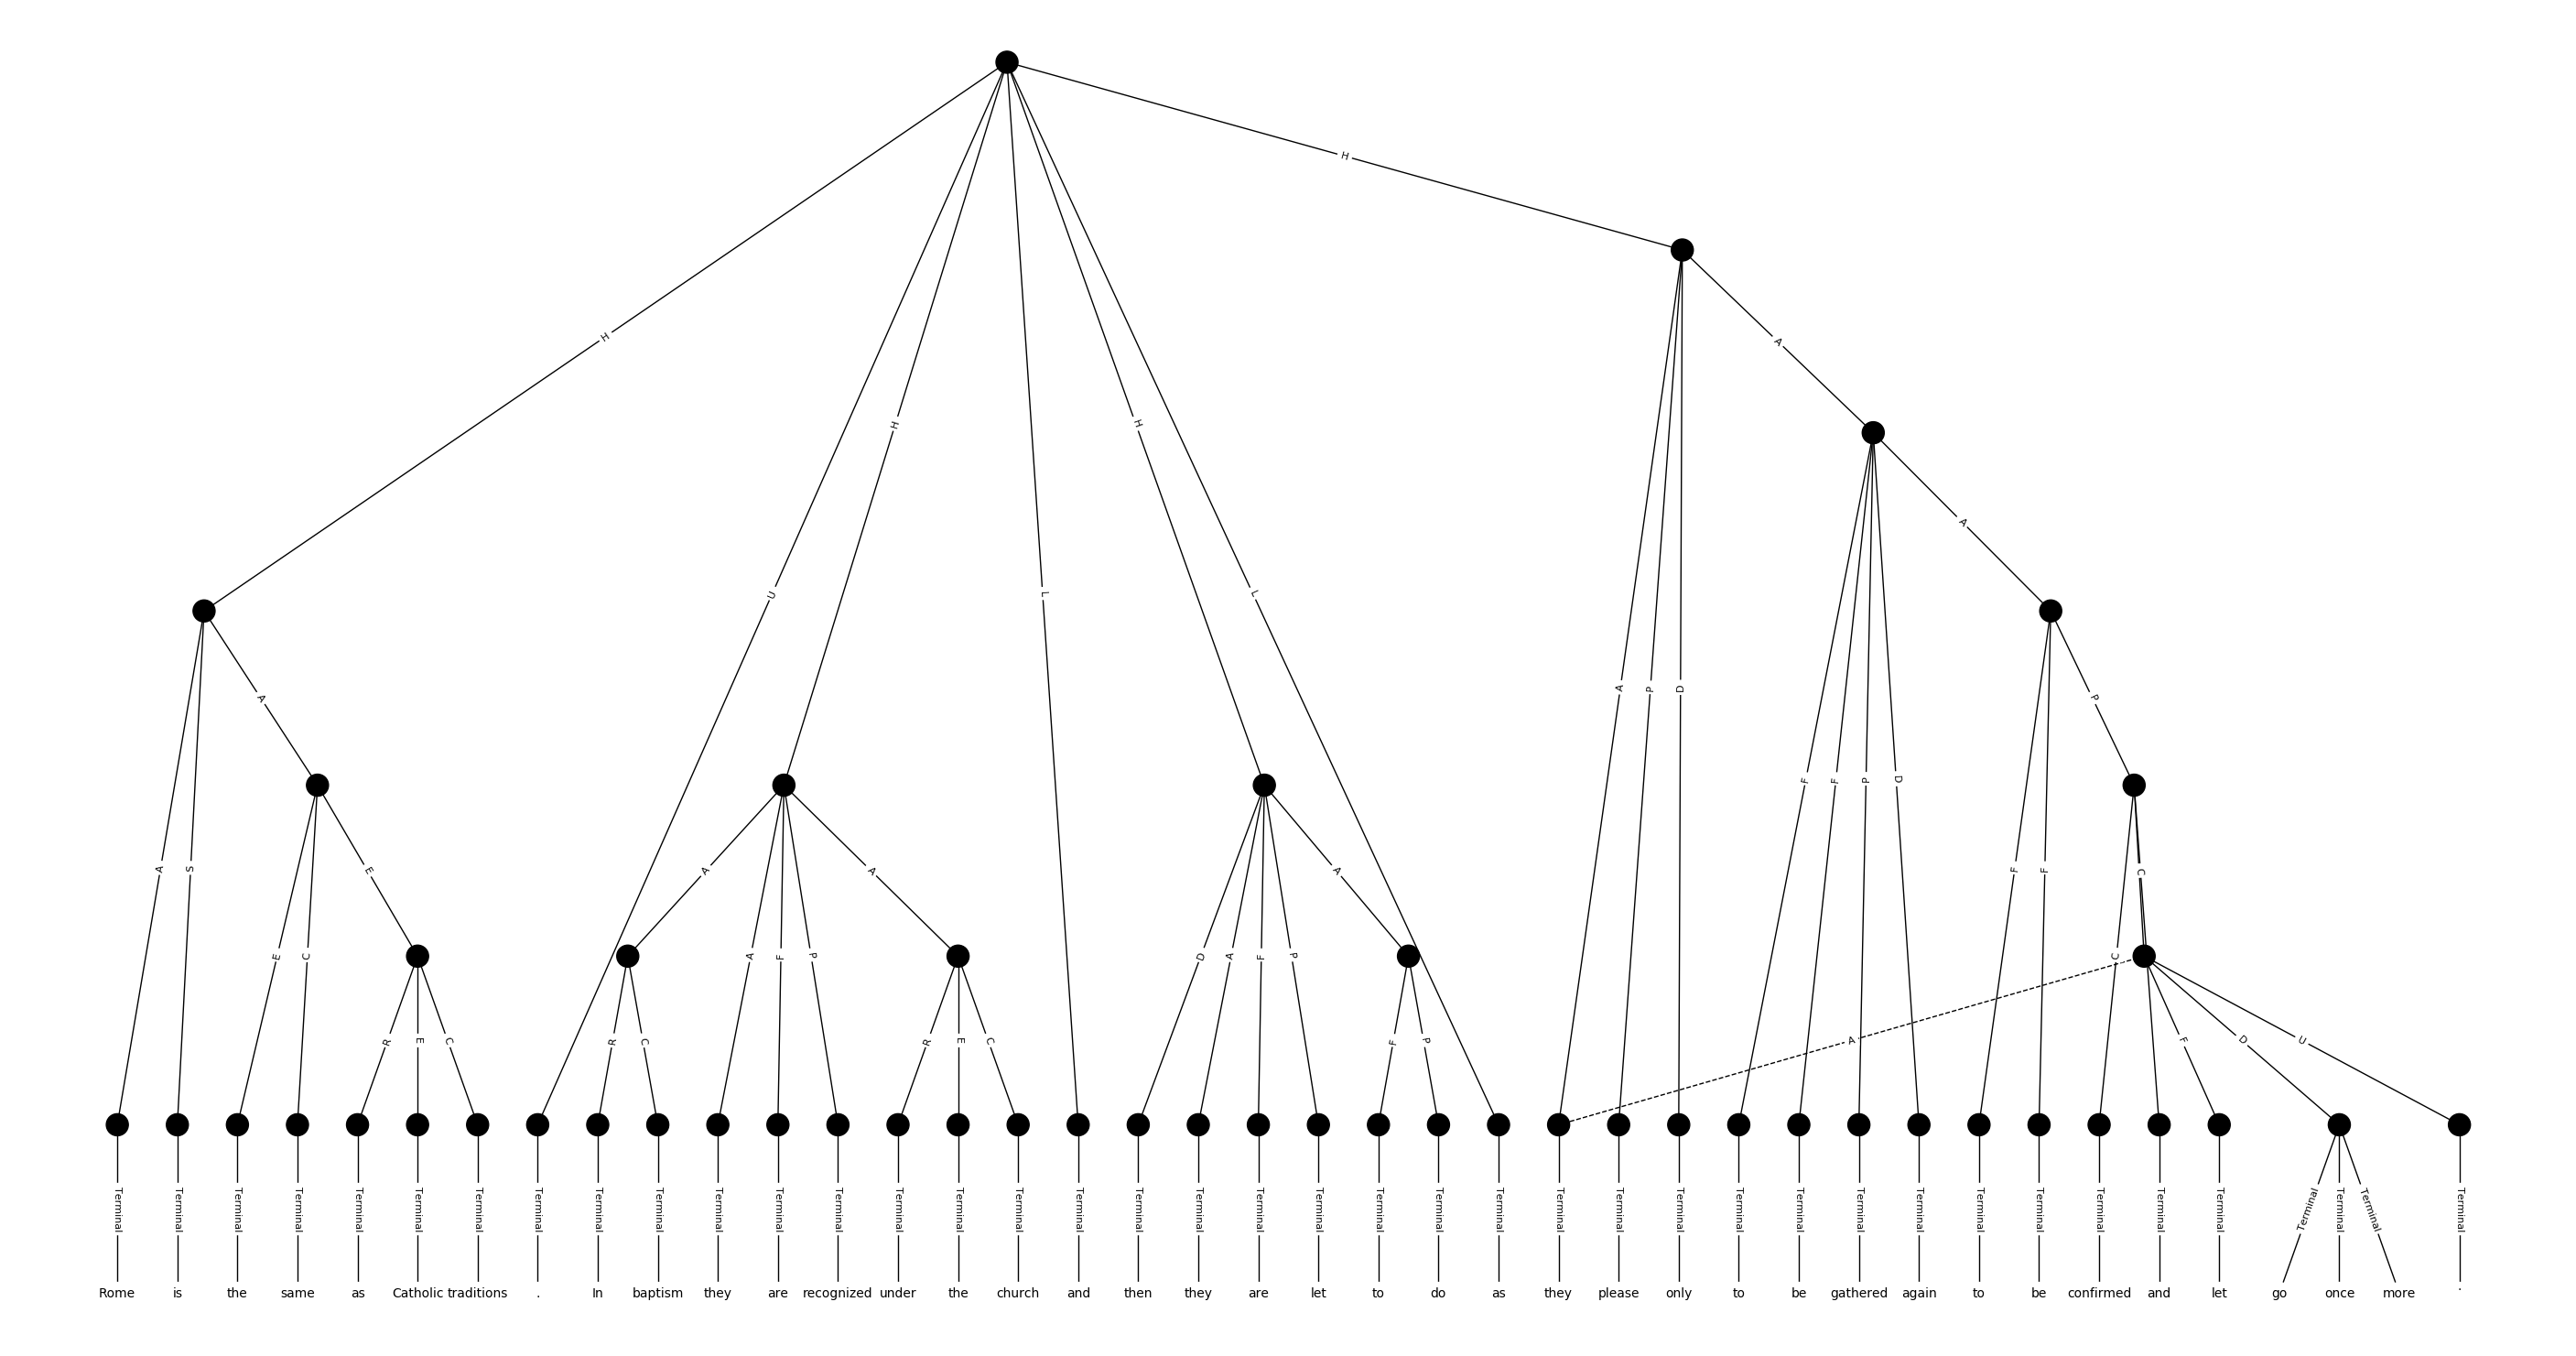 H
H
A
H
H
A
U
L
L
A
A
P
D
P
A
F
F
P
D
A
S
E
A
A
A
F
F
C
E
C
A
F
P
D
A
F
P
C
R
E
C
R
C
R
E
C
F
P
A
F
D
U
Terminal Terminal Terminal Terminal Terminal Terminal Terminal Terminal Terminal Terminal Terminal Terminal Terminal Terminal Terminal Terminal Terminal Terminal Terminal Terminal Terminal Terminal Terminal Terminal Terminal Terminal Terminal Terminal Terminal Terminal Terminal Terminal Terminal Terminal Terminal Terminal Terminal Terminal Terminal Terminal
Rome is the same as Catholic traditions . In baptism they are recognized under the church and then they are let to do as they please only to be gathered again to be confirmed and let go once more .